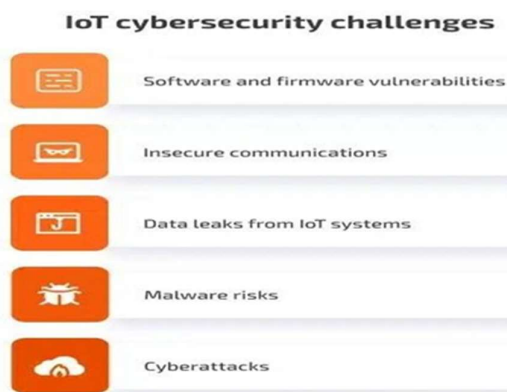 IoT cybersecurity challenges
Software and firmware vulnerabilities
Insecure communications
Data leaks from IoT systems
Malware risks
Cyberattacks